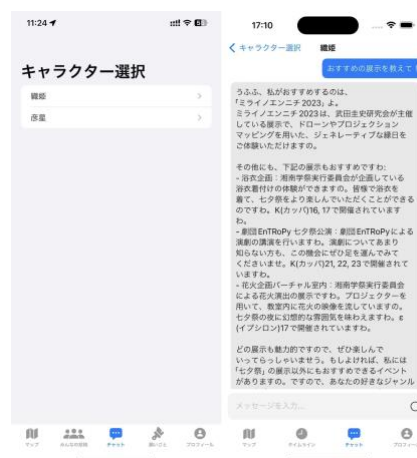 11:24
キャラクター選択
織姫
彦星
マップ
チャット
願いごと
プロフィール
17:10
キャラクター選択
織姫
おすすめの展示を教えて!
うふふ、私がおすすめするのは、
「ミライノエンニチ 2023」よ。
ミライノエンニチ 2023は、武田圭史研究会が主催
している展示で、ドローンやプロジェクション
マッピングを用いた、ジェネレーティブな縁日を
ご体験いただけますの。
その他にも、下記の展示もおすすめですわ:
- 浴衣企画:湘南学祭実行委員会が企画している
浴衣着付けの体験ができますの。皆様で浴衣を
着て、七夕祭をより楽しんでいただくことができる
のですわ。K(カッパ)16, 17で開催されています
わ。
- 劇団EnTRoPy 七夕祭公演:劇団EnTRoPyによる
演劇の講演を行いますわ。演劇についてあまり
知らない方も、この機会にぜひ足を運んでみて
くださいませ。K(カッパ)21, 22, 23で開催されて
いますわ。
- 花火企画バーチャル室内:湘南学祭実行委員会
による花火演出の展示ですわ。プロジェクターを
用いて、教室内に花火の映像を流していますの。
七夕祭の夜に幻想的な雰囲気を味わえますわ。ε
(イプシロン)17で開催されていますわ。
どの展示も魅力的ですので、ぜひ楽しんで
いってらっしゃいませう。もしよければ、私には
「七夕祭」の展示以外にもおすすめできるイベント
がありますの。ですので、あなたの好きなジャンル
メッセージを入力...
マップ
タイムライン
チャット